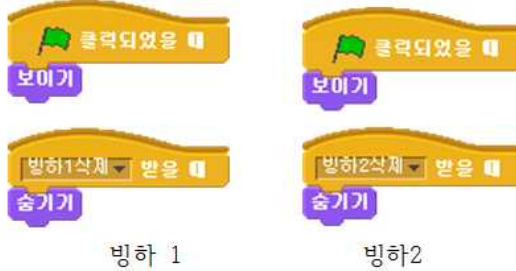 클릭되었을 때
클릭되었을 때
보이기
보이기
빙하1삭제 받을 때
빙하2삭제 받을 때
숨기기
숨기기
빙하 1
빙하2